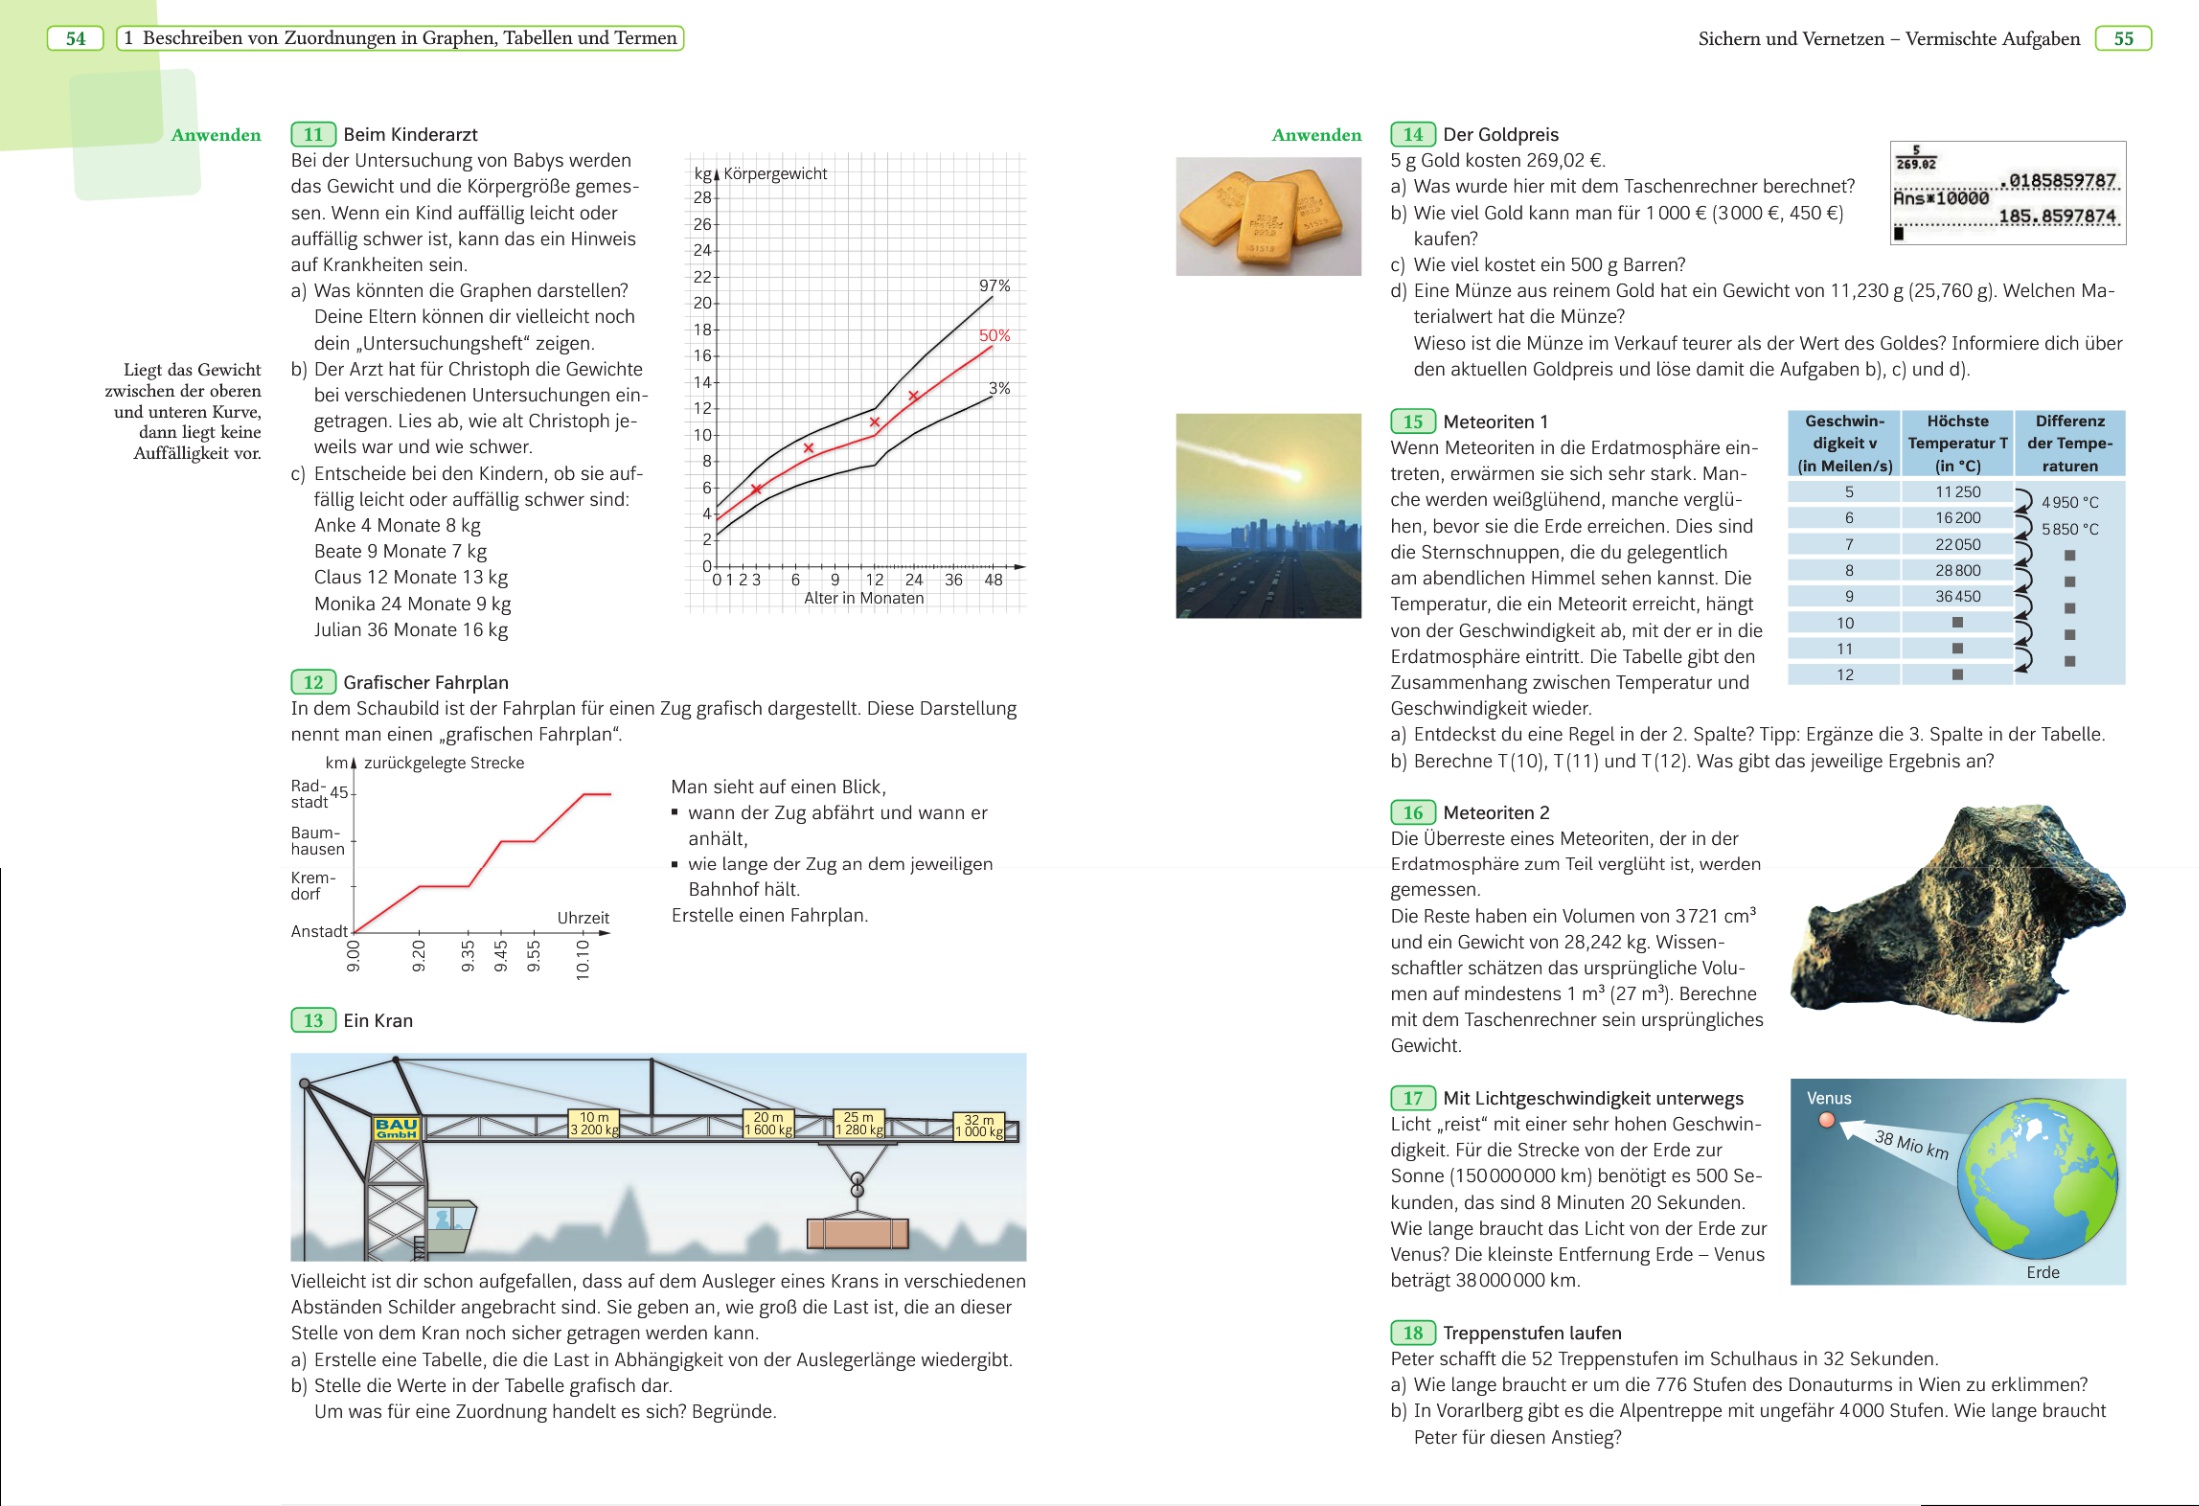 54
1 Beschreiben von Zuordnungen in Graphen, Tabellen und Termen
Anwenden
11 Beim Kinderarzt
Bei der Untersuchung von Babys werden
das Gewicht und die Körpergröße gemes-
sen. Wenn ein Kind auffällig leicht oder
auffällig schwer ist, kann das ein Hinweis
auf Krankheiten sein.
a) Was könnten die Graphen darstellen?
Deine Eltern können dir vielleicht noch
dein „Untersuchungsheft“ zeigen.
Liegt das Gewicht
zwischen der oberen
und unteren Kurve,
dann liegt keine
Auffälligkeit vor.
b) Der Arzt hat für Christoph die Gewichte
bei verschiedenen Untersuchungen ein-
getragen. Lies ab, wie alt Christoph je-
weils war und wie schwer.
c) Entscheide bei den Kindern, ob sie auf-
fällig leicht oder auffällig schwer sind:
Anke 4 Monate 8 kg
Beate 9 Monate 7 kg
Claus 12 Monate 13 kg
Monika 24 Monate 9 kg
Julian 36 Monate 16 kg
kg Körpergewicht
28
26
24
22
20
18
16
14
12
10
8
6
4
2
0
97%
50%
3%
0 1 2 3 6 9 12 24 36 48
Alter in Monaten
12 Grafischer Fahrplan
In dem Schaubild ist der Fahrplan für einen Zug grafisch dargestellt. Diese Darstellung
nennt man einen „grafischen Fahrplan“.
km zurückgelegte Strecke
Rad-
stadt 45
Baum-
hausen
Krem-
dorf
Anstadt
Uhrzeit
9.00 9.20 9.35 9.45 9.55 10.10
Man sieht auf einen Blick,
▪ wann der Zug abfährt und wann er
anhält,
▪ wie lange der Zug an dem jeweiligen
Bahnhof hält.
Erstelle einen Fahrplan.
13 Ein Kran
BAU
GmbH
10 m
3 200 kg
20 m
1 600 kg
25 m
1 280 kg
32 m
1 000 kg
Vielleicht ist dir schon aufgefallen, dass auf dem Ausleger eines Krans in verschiedenen
Abständen Schilder angebracht sind. Sie geben an, wie groß die Last ist, die an dieser
Stelle von dem Kran noch sicher getragen werden kann.
a) Erstelle eine Tabelle, die die Last in Abhängigkeit von der Auslegerlänge wiedergibt.
b) Stelle die Werte in der Tabelle grafisch dar.
Um was für eine Zuordnung handelt es sich? Begründe.
Sichern und Vernetzen – Vermischte Aufgaben
55
Anwenden
14 Der Goldpreis
5 g Gold kosten 269,02 €.
a) Was wurde hier mit dem Taschenrechner berechnet?
b) Wie viel Gold kann man für 1 000 € (3 000 €, 450 €)
kaufen?
c) Wie viel kostet ein 500 g Barren?
d) Eine Münze aus reinem Gold hat ein Gewicht von 11,230 g (25,760 g). Welchen Ma-
terialwert hat die Münze?
Wieso ist die Münze im Verkauf teurer als der Wert des Goldes? Informiere dich über
den aktuellen Goldpreis und löse damit die Aufgaben b), c) und d).
5
269.02
.0185859787
Ans*10000
185.8597874
15 Meteoriten 1
Wenn Meteoriten in die Erdatmosphäre ein-
treten, erwärmen sie sich sehr stark. Man-
che werden weißglühend, manche verglü-
hen, bevor sie die Erde erreichen. Dies sind
die Sternschnuppen, die du gelegentlich
am abendlichen Himmel sehen kannst. Die
Temperatur, die ein Meteorit erreicht, hängt
von der Geschwindigkeit ab, mit der er in die
Erdatmosphäre eintritt. Die Tabelle gibt den
Zusammenhang zwischen Temperatur und
Geschwindigkeit wieder.
Geschwin- Höchste Differenz
digkeit v Temperatur T der Tempe-
(in Meilen/s) (in °C) raturen
5 11 250
4 950 °C
6 16 200
5 850 °C
7 22 050
■
8 28 800
■
9 36 450
■
10 ■
■
11 ■
■
12 ■
a) Entdeckst du eine Regel in der 2. Spalte? Tipp: Ergänze die 3. Spalte in der Tabelle.
b) Berechne T (10), T (11) und T (12). Was gibt das jeweilige Ergebnis an?
16 Meteoriten 2
Die Überreste eines Meteoriten, der in der
Erdatmosphäre zum Teil verglüht ist, werden
gemessen.
Die Reste haben ein Volumen von 3 721 cm³
und ein Gewicht von 28,242 kg. Wissen-
schaftler schätzen das ursprüngliche Volu-
men auf mindestens 1 m³ (27 m³). Berechne
mit dem Taschenrechner sein ursprüngliches
Gewicht.
17 Mit Lichtgeschwindigkeit unterwegs
Licht „reist“ mit einer sehr hohen Geschwin-
digkeit. Für die Strecke von der Erde zur
Sonne (150 000 000 km) benötigt es 500 Se-
kunden, das sind 8 Minuten 20 Sekunden.
Wie lange braucht das Licht von der Erde zur
Venus? Die kleinste Entfernung Erde – Venus
beträgt 38 000 000 km.
Venus
38 Mio km
Erde
18 Treppenstufen laufen
Peter schafft die 52 Treppenstufen im Schulhaus in 32 Sekunden.
a) Wie lange braucht er um die 776 Stufen des Donauturms in Wien zu erklimmen?
b) In Vorarlberg gibt es die Alpentreppe mit ungefähr 4 000 Stufen. Wie lange braucht
Peter für diesen Anstieg?